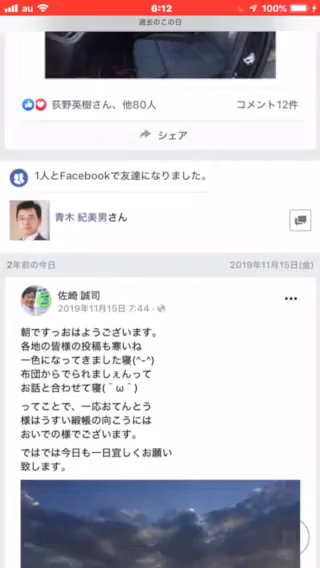 au
6:12
100%
過去のこの日
荻野英樹さん、他80人
コメント12件
シェア
1人とFacebookで友達になりました。
青木 紀美男さん
2年前の今日
2019年11月15日(金)
佐崎 誠司
2019年11月15日 7:44
朝ですっおはようございます。
各地の皆様の投稿も寒いね
一色になってきました寝(^-^)
布団からでられましぇんって
お話と合わせて寝(＾ω＾)
ってことで、一応おてんとう
様はうすい緞帳の向こうには
おいでの様でございます。
ではでは今日も一日宜しくお願い
致します。